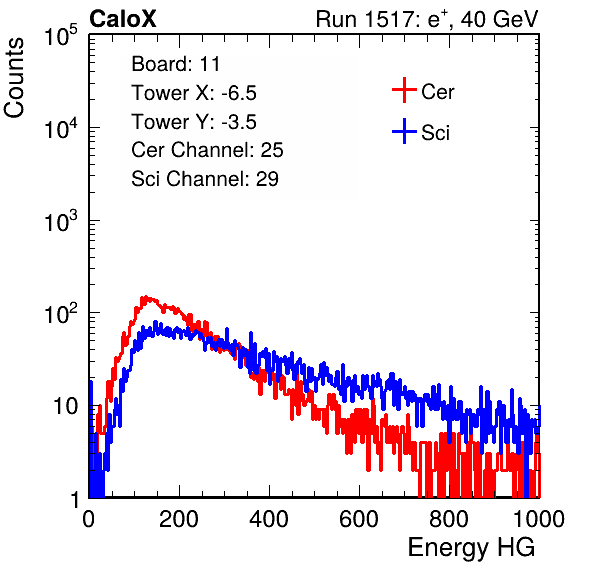 CaloX Run 1517: e⁺, 40 GeV
Counts
10⁵
10⁴
10³
10²
10
1
Board: 11
Tower X: -6.5
Tower Y: -3.5
Cer Channel: 25
Sci Channel: 29
Cer
Sci
0 200 400 600 800 1000
Energy HG